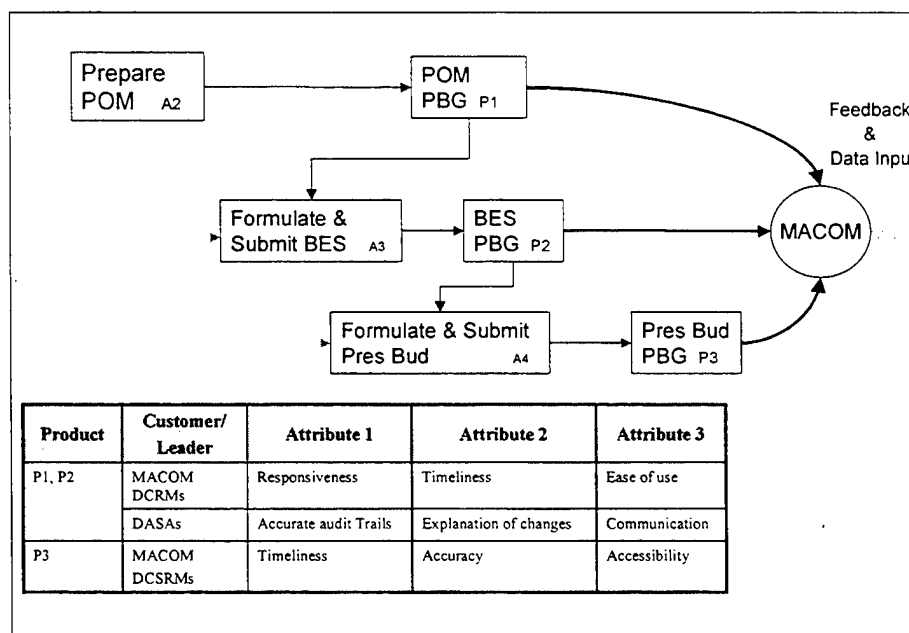 Prepare
POM A2
POM
PBG P1
Feedback
&
Data Input
Formulate &
Submit BES A3
BES
PBG P2
MACOM
Formulate & Submit
Pres Bud A4
Pres Bud
PBG P3
Product Customer/ Leader Attribute 1 Attribute 2 Attribute 3
P1, P2 MACOM DCRMs Responsiveness Timeliness Ease of use
DASAs Accurate audit Trails Explanation of changes Communication
P3 MACOM DCSRMs Timeliness Accuracy Accessibility